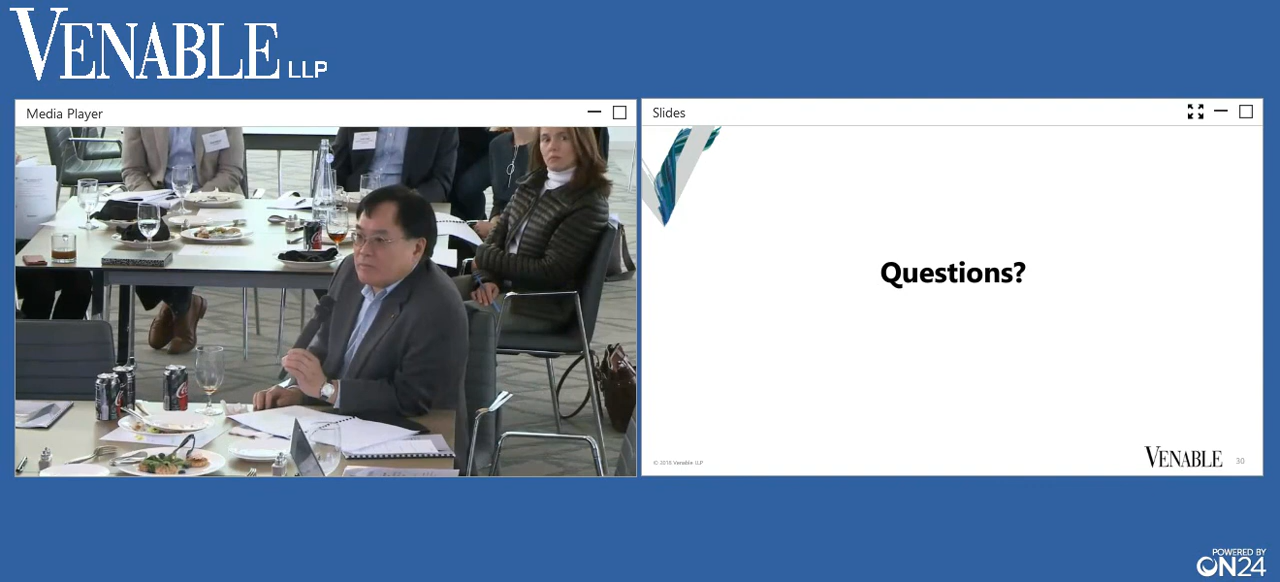 VENABLE LLP
Media Player
Slides
Questions?
© 2018 Venable LLP
VENABLE
30
POWERED BY
ON24